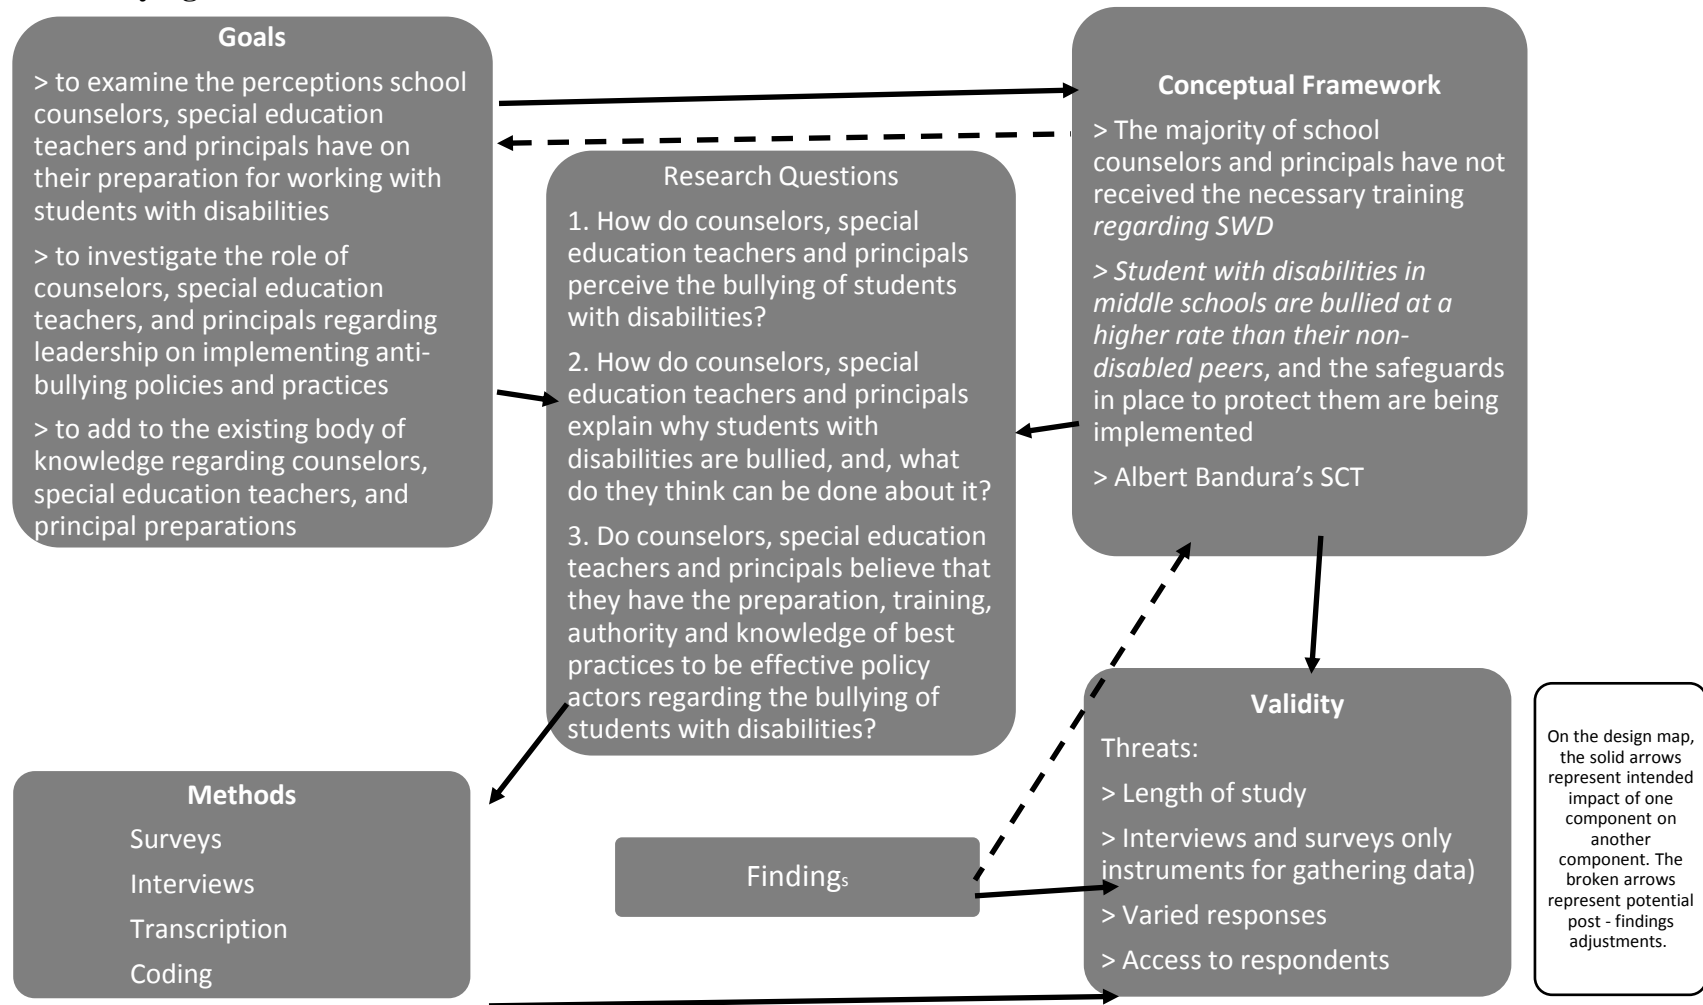 Goals
> to examine the perceptions school
counselors, special education
teachers and principals have on
their preparation for working with
students with disabilities
> to investigate the role of
counselors, special education
teachers, and principals regarding
leadership on implementing anti-
bullying policies and practices
> to add to the existing body of
knowledge regarding counselors,
special education teachers, and
principal preparations
Research Questions
1. How do counselors, special
education teachers and principals
perceive the bullying of students
with disabilities?
2. How do counselors, special
education teachers and principals
explain why students with
disabilities are bullied, and, what
do they think can be done about it?
3. Do counselors, special education
teachers and principals believe that
they have the preparation, training,
authority and knowledge of best
practices to be effective policy
actors regarding the bullying of
students with disabilities?
Conceptual Framework
> The majority of school
counselors and principals have not
received the necessary training
regarding SWD
> Student with disabilities in
middle schools are bullied at a
higher rate than their non-
disabled peers, and the safeguards
in place to protect them are being
implemented
> Albert Bandura’s SCT
Methods
Surveys
Interviews
Transcription
Coding
Findings
Validity
Threats:
> Length of study
> Interviews and surveys only
instruments for gathering data)
> Varied responses
> Access to respondents
On the design map,
the solid arrows
represent intended
impact of one
component on
another
component. The
broken arrows
represent potential
post - findings
adjustments.